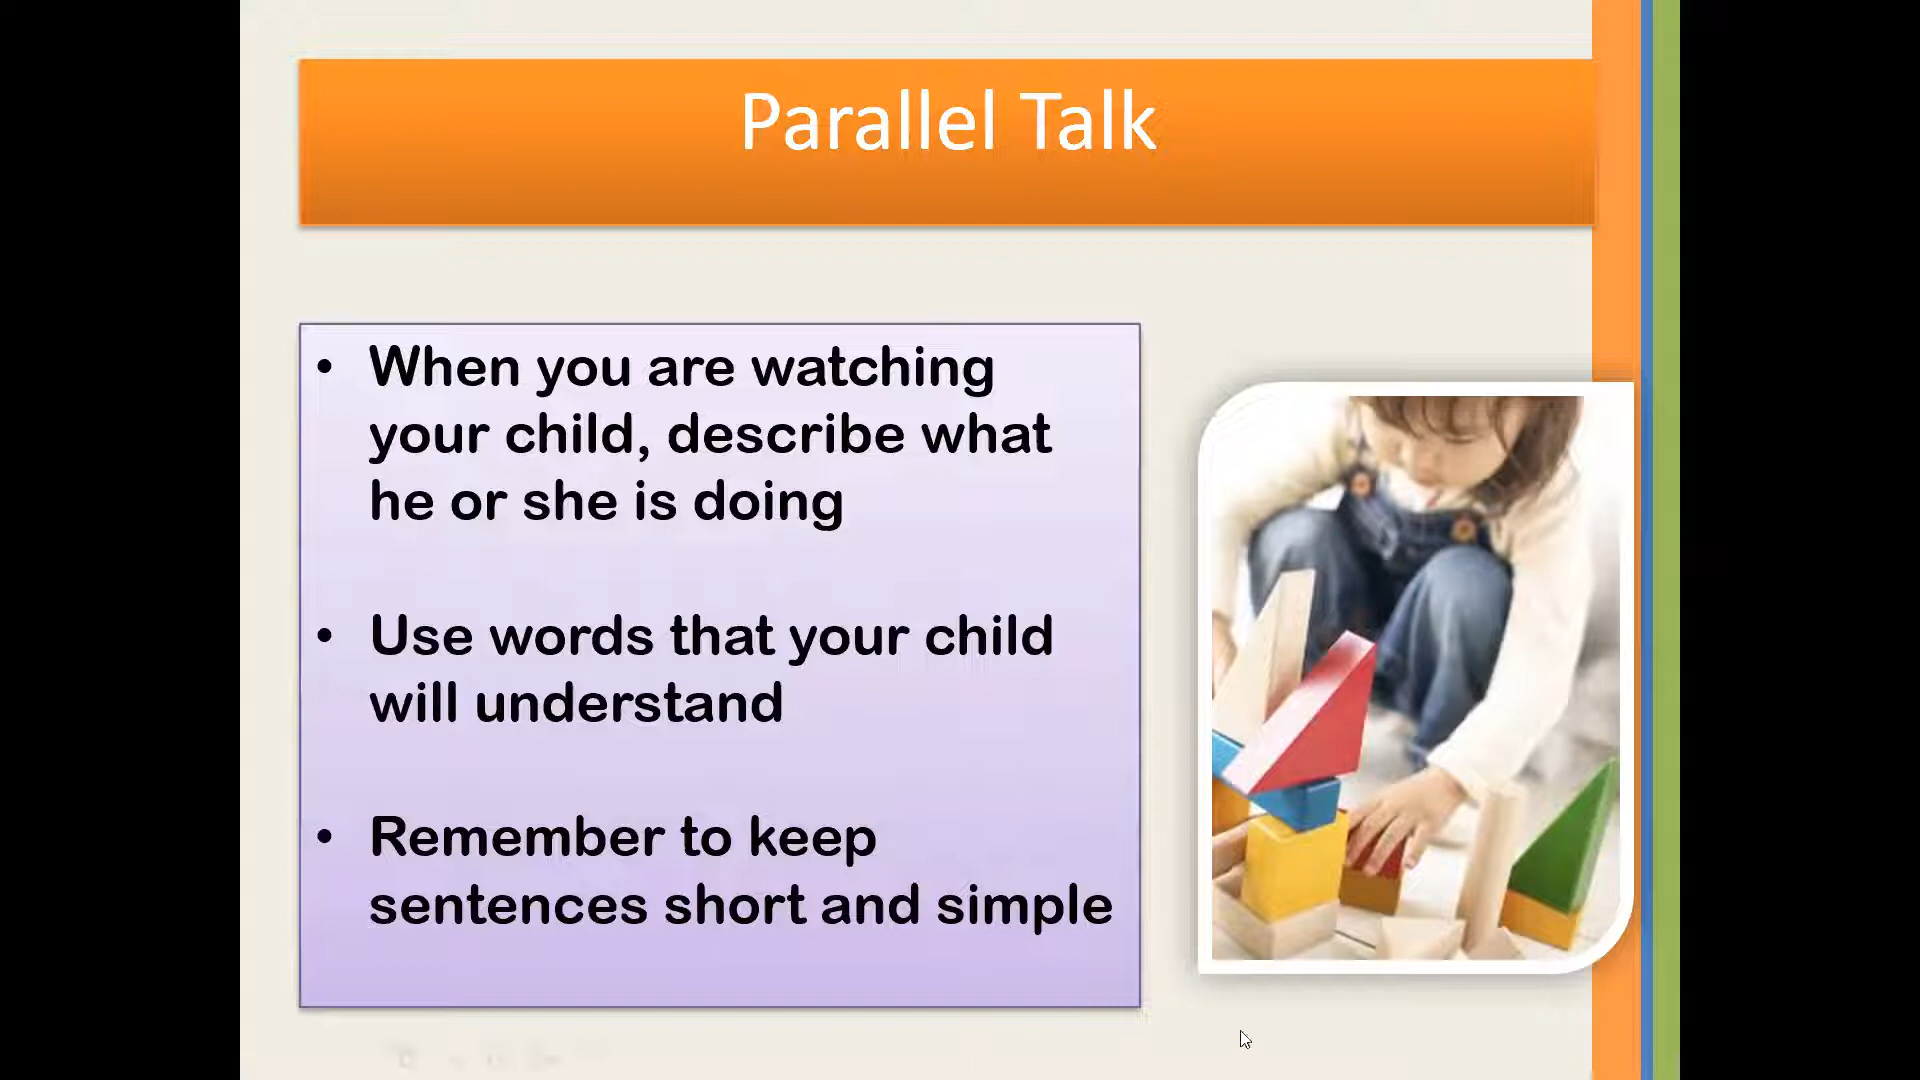 Parallel Talk
• When you are watching
your child, describe what
he or she is doing
• Use words that your child
will understand
• Remember to keep
sentences short and simple